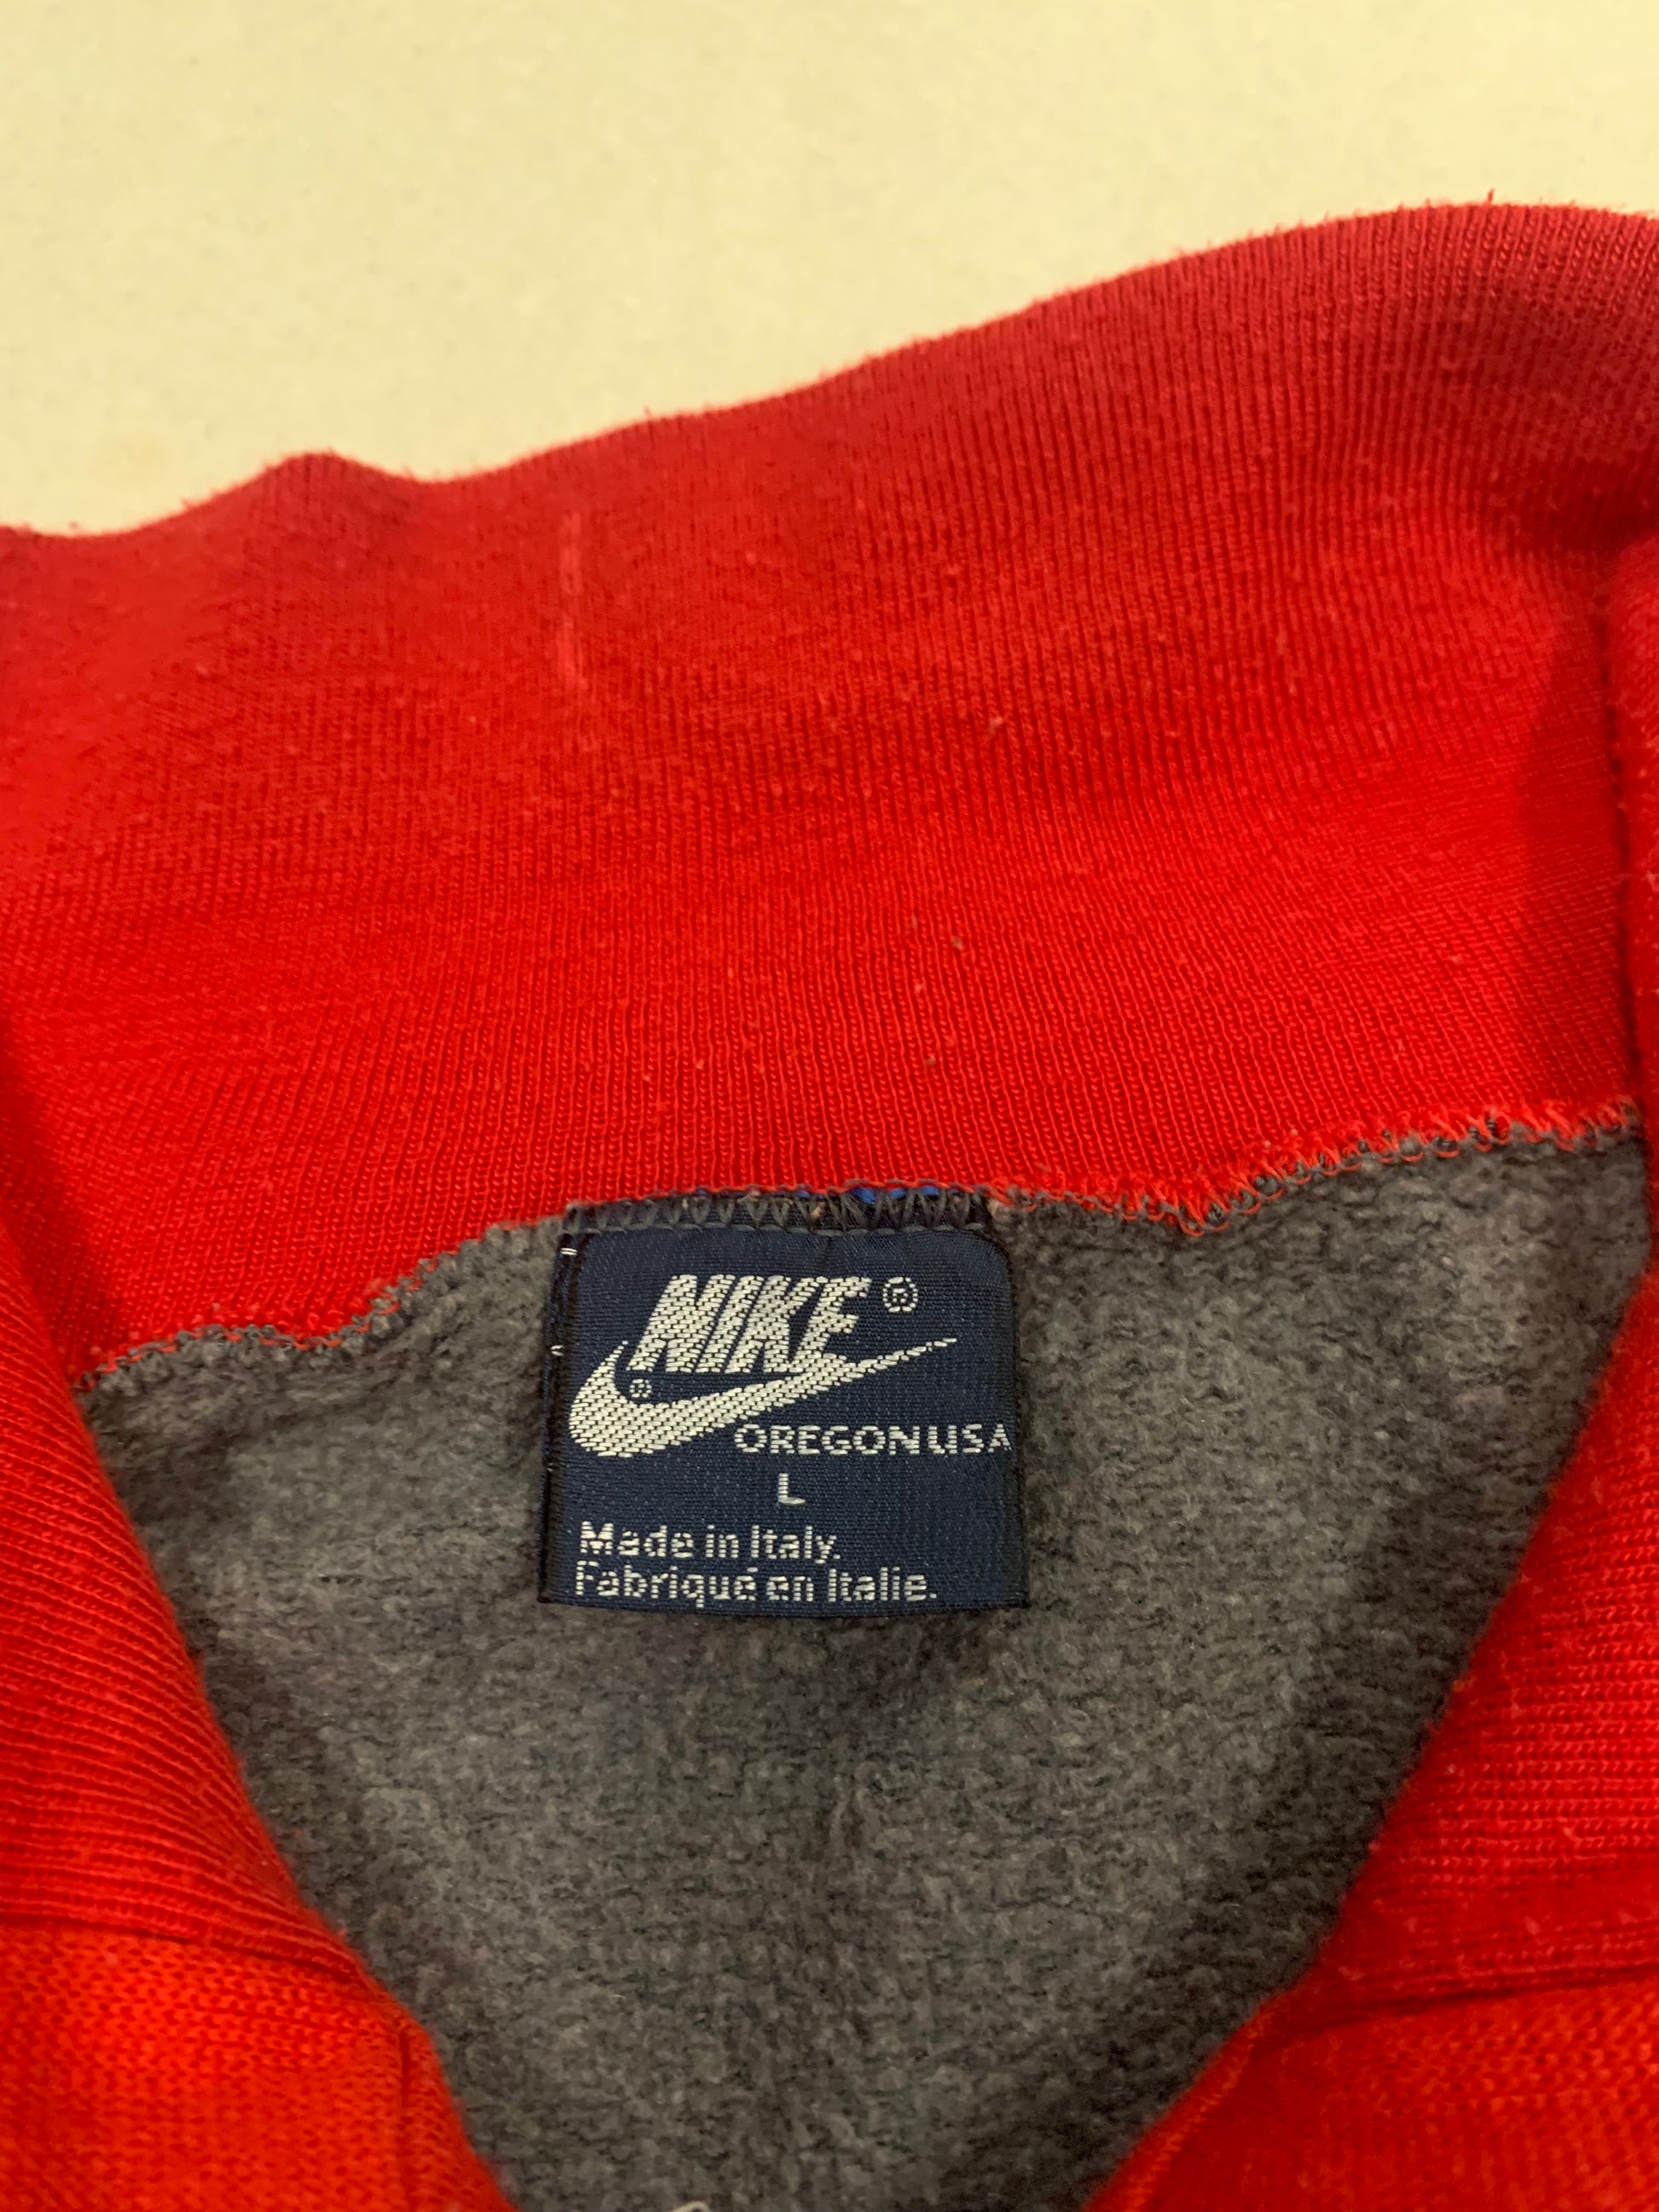 NIKE®
®
OREGON USA
L
Made in Italy.
Fabriqué en Italie.